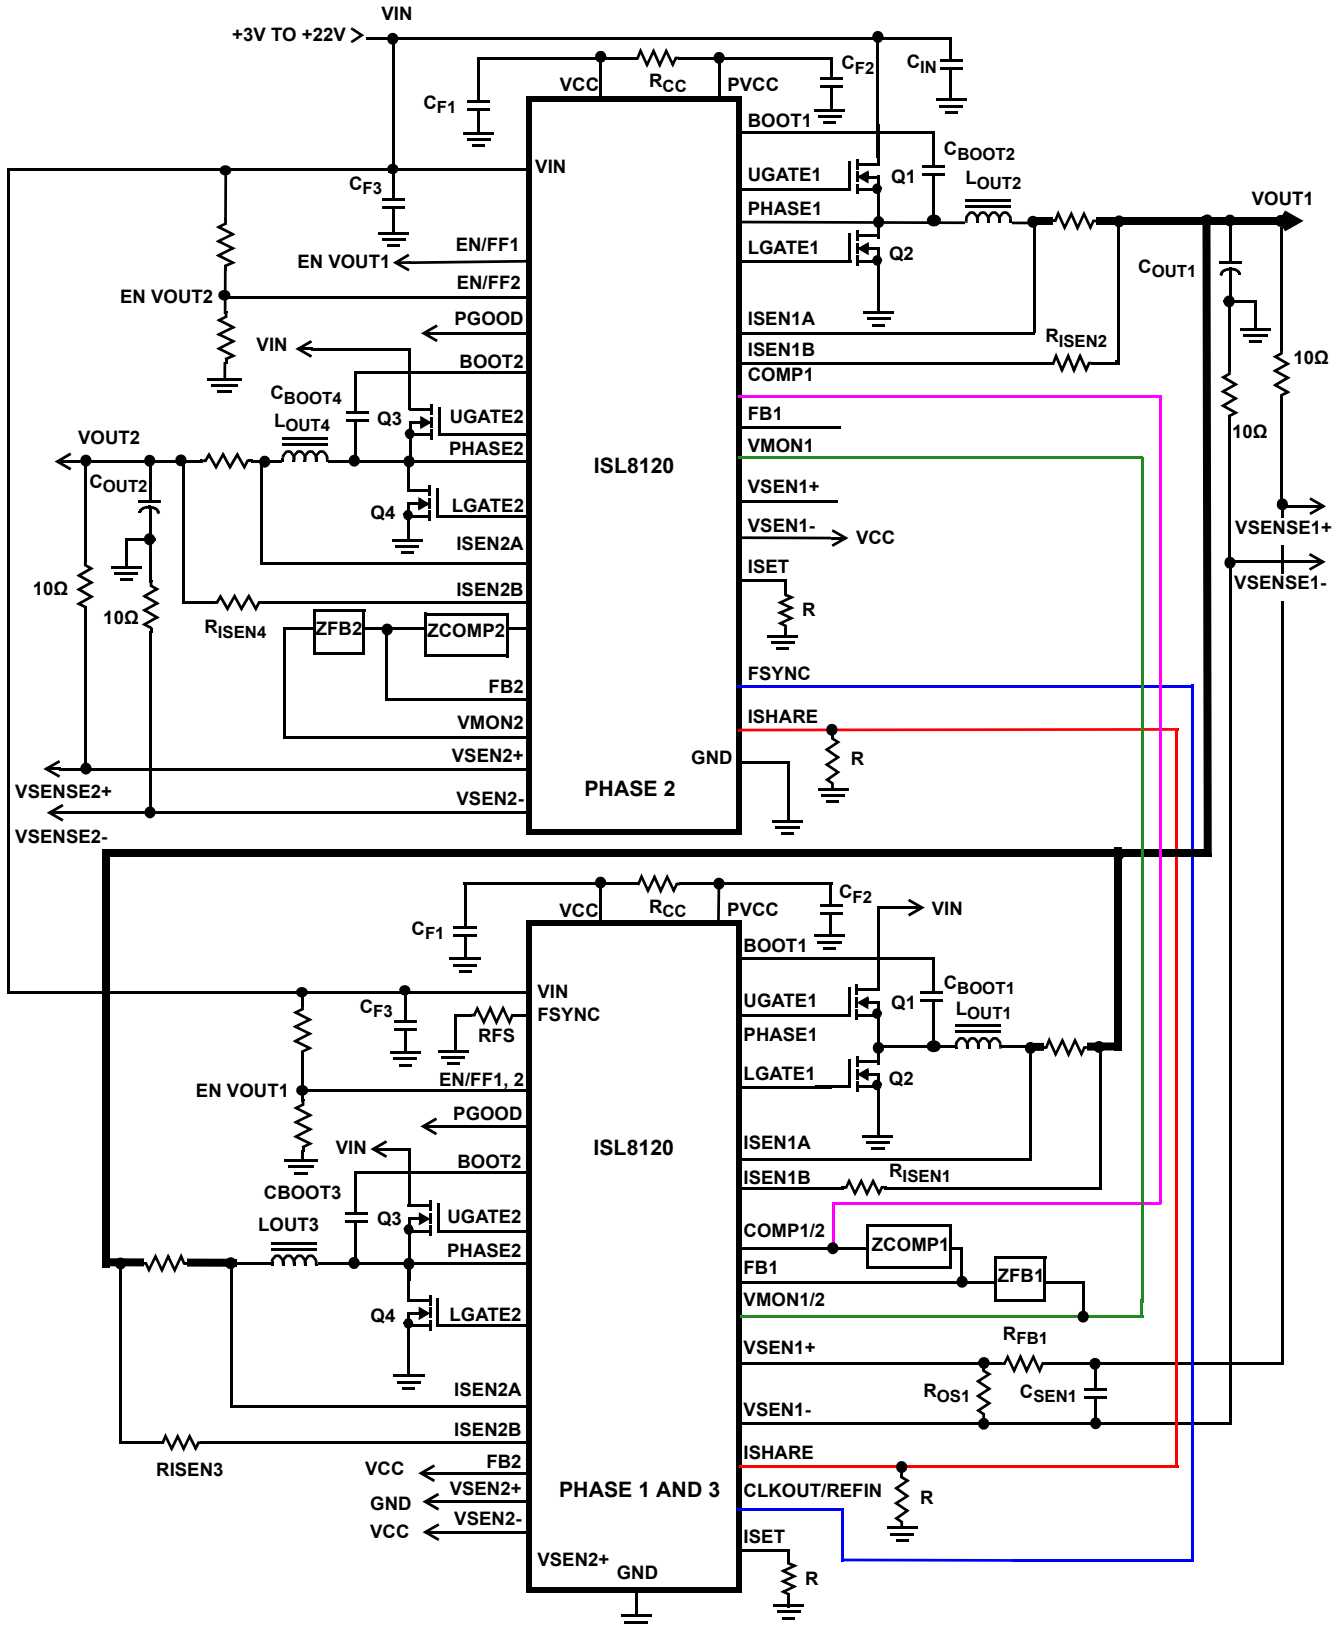 VIN
+3V TO +22V
VCC
RCC
PVCC
CF2
CIN
CF1
BOOT1
VIN
CF3
CBOOT2
LOUT2
UGATE1
Q1
PHASE1
VOUT1
EN/FF1
EN VOUT1
LGATE1
Q2
COUT1
EN/FF2
EN VOUT2
PGOOD
ISEN1A
VIN
ISEN1B
RISEN2
10Ω
BOOT2
COMP1
CBOOT4
LOUT4
Q3
UGATE2
FB1
10Ω
VOUT2
PHASE2
VMON1
ISL8120
COUT2
VSEN1+
Q4
LGATE2
VSEN1-
VCC
VSENSE1+
ISEN2A
ISET
VSENSE1-
10Ω
ISEN2B
10Ω
R
RISEN4
ZFB2
ZCOMP2
FSYNC
FB2
ISHARE
VMON2
VSEN2+
GND
R
VSENSE2+
PHASE 2
VSEN2-
VSENSE2-
VCC
RCC
PVCC
CF2
VIN
CF1
BOOT1
VIN
CF3
CBOOT1
LOUT1
UGATE1
Q1
FSYNC
RFS
PHASE1
EN/FF1, 2
EN VOUT1
LGATE1
Q2
PGOOD
VIN
ISL8120
ISEN1A
BOOT2
ISEN1B
RISEN1
CBOOT3
LOUT3
Q3
UGATE2
COMP1/2
ZCOMP1
PHASE2
FB1
ZFB1
VMON1/2
Q4
LGATE2
RFB1
VSEN1+
ISEN2A
ROS1
CSEN1
VSEN1-
ISEN2B
RISEN3
ISHARE
VCC
FB2
VSEN2+
PHASE 1 AND 3
CLKOUT/REFIN
R
GND
VSEN2-
VCC
ISET
VSEN2+
GND
R